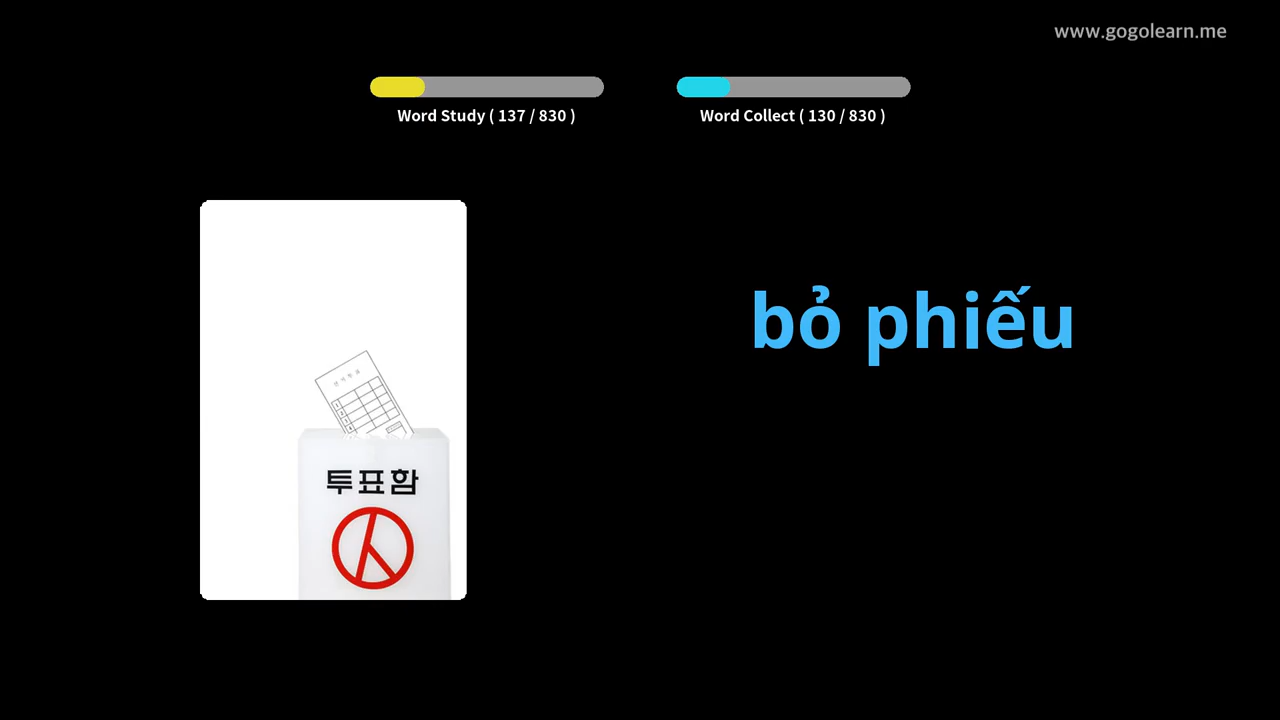 www.gogolearn.me
Word Study ( 137 / 830 )
Word Collect ( 130 / 830 )
bỏ phiếu
투표함